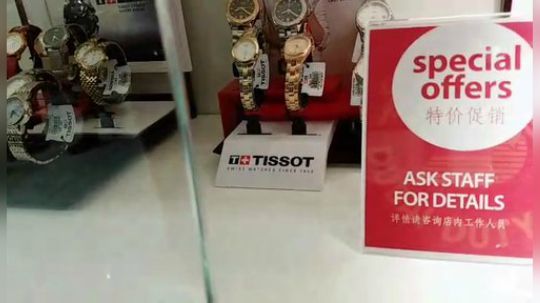 special
offers
特价促销
ASK STAFF
FOR DETAILS
详情请咨询店内工作人员
T+TISSOT
SWISS WATCHES SINCE 1853
TISSOT